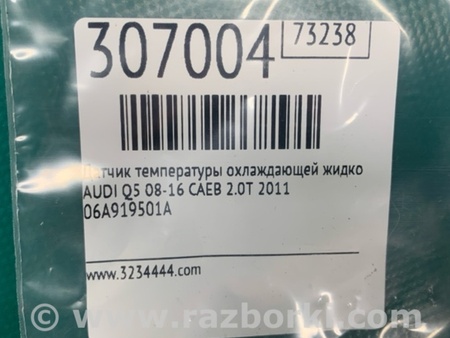 307004
73238
Датчик температуры охлаждающей жидко
AUDI Q5 08-16 CAEB 2.0T 2011
06A919501A
www.3234444.com
© www.razborki.com